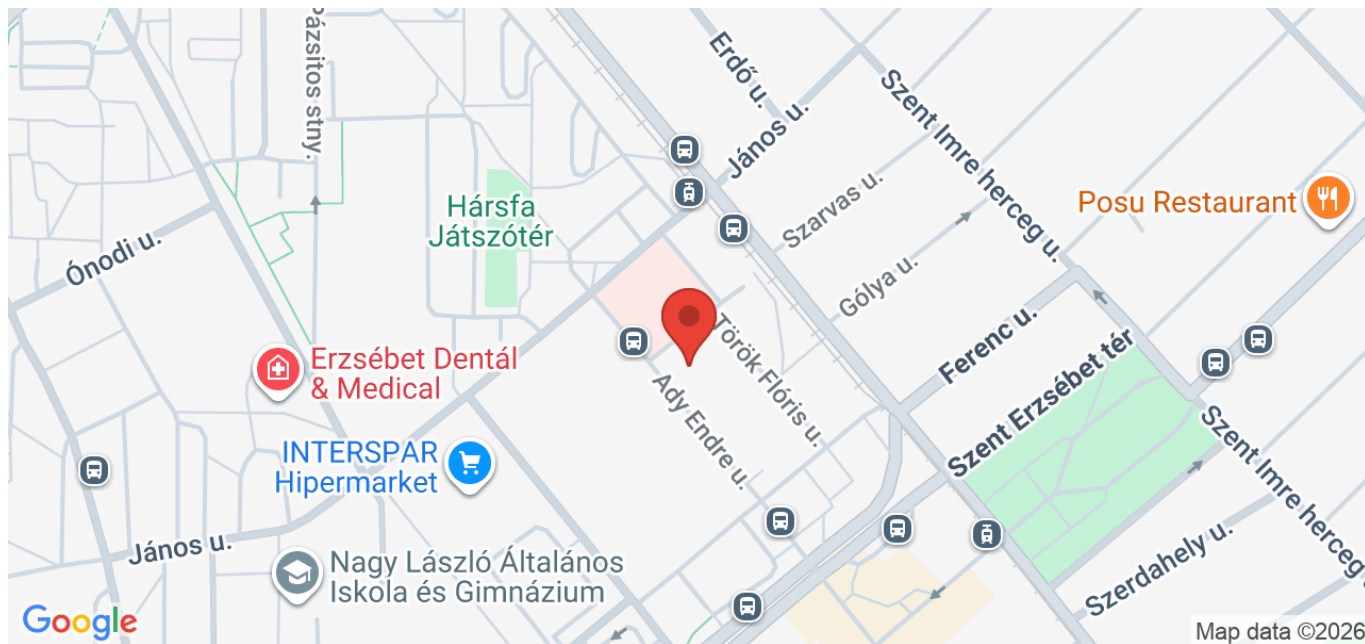 Pázsitos stny.
Erdő u.
Szent Imre herceg u.
János u.
Szarvas u.
Posu Restaurant
Hársfa
Játszótér
Ónodi u.
Gólya u.
Török Flóris u.
Ferenc u.
Erzsébet Dentál
& Medical
Ady Endre u.
Szent Erzsébet tér
INTERSPAR
Hipermarket
Szent Imre herceg u.
János u.
Nagy László Általános
Iskola és Gimnázium
Szerdahely u.
Google
Map data ©2026